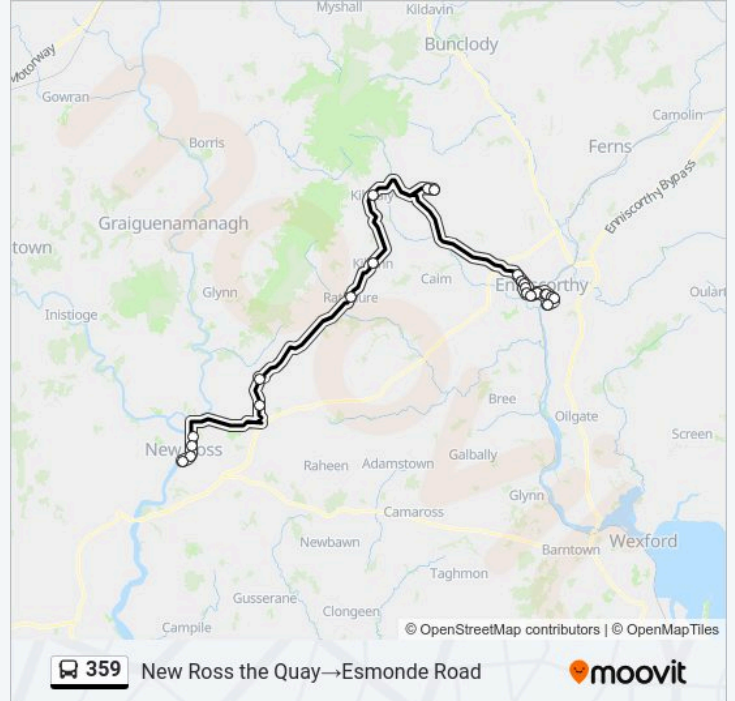 Myshall
Kildavin
Bunclody
Motorway
Gowran
Camolin
Borris
Ferns
Enniscorthy Bypass
Graiguenamanagh
town
Caim
Enniscorthy
Glynn
Oulart
Inistioge
Bree
Oilgate
New Ross
Screen
Galbally
Raheen
Adamstown
Glynn
Camaross
Newbawn
Wexford
Barntown
Taghmon
Gusserane
Clongeen
Campile
© OpenStreetMap contributors | © OpenMapTiles
359 New Ross the Quay→Esmonde Road
moovit